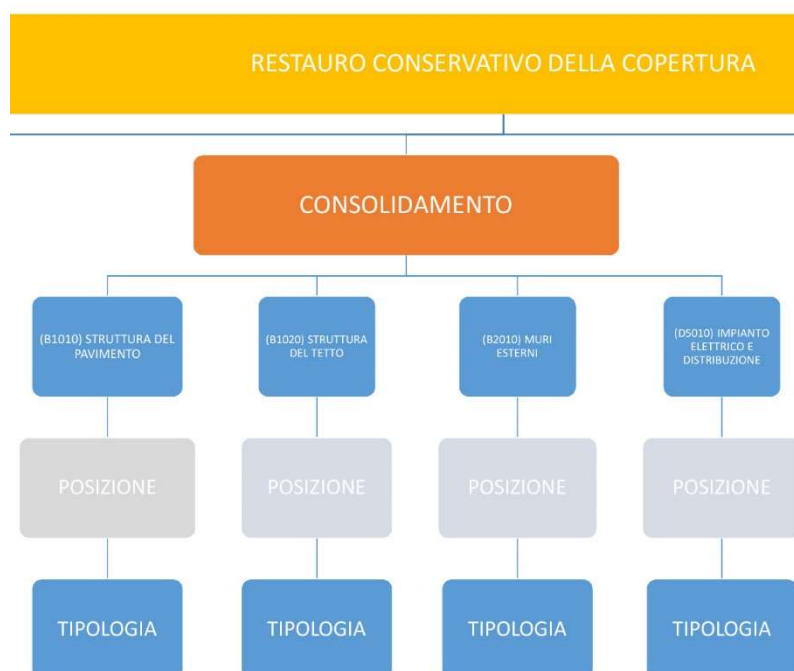 RESTAURO CONSERVATIVO DELLA COPERTURA
CONSOLIDAMENTO
(B1010) STRUTTURA DEL
PAVIMENTO
(B1020) STRUTTURA
DEL TETTO
(B2010) MURI
ESTERNI
(D5010) IMPIANTO
ELETTRICO E
DISTRIBUZIONE
POSIZIONE
POSIZIONE
POSIZIONE
POSIZIONE
TIPOLOGIA
TIPOLOGIA
TIPOLOGIA
TIPOLOGIA